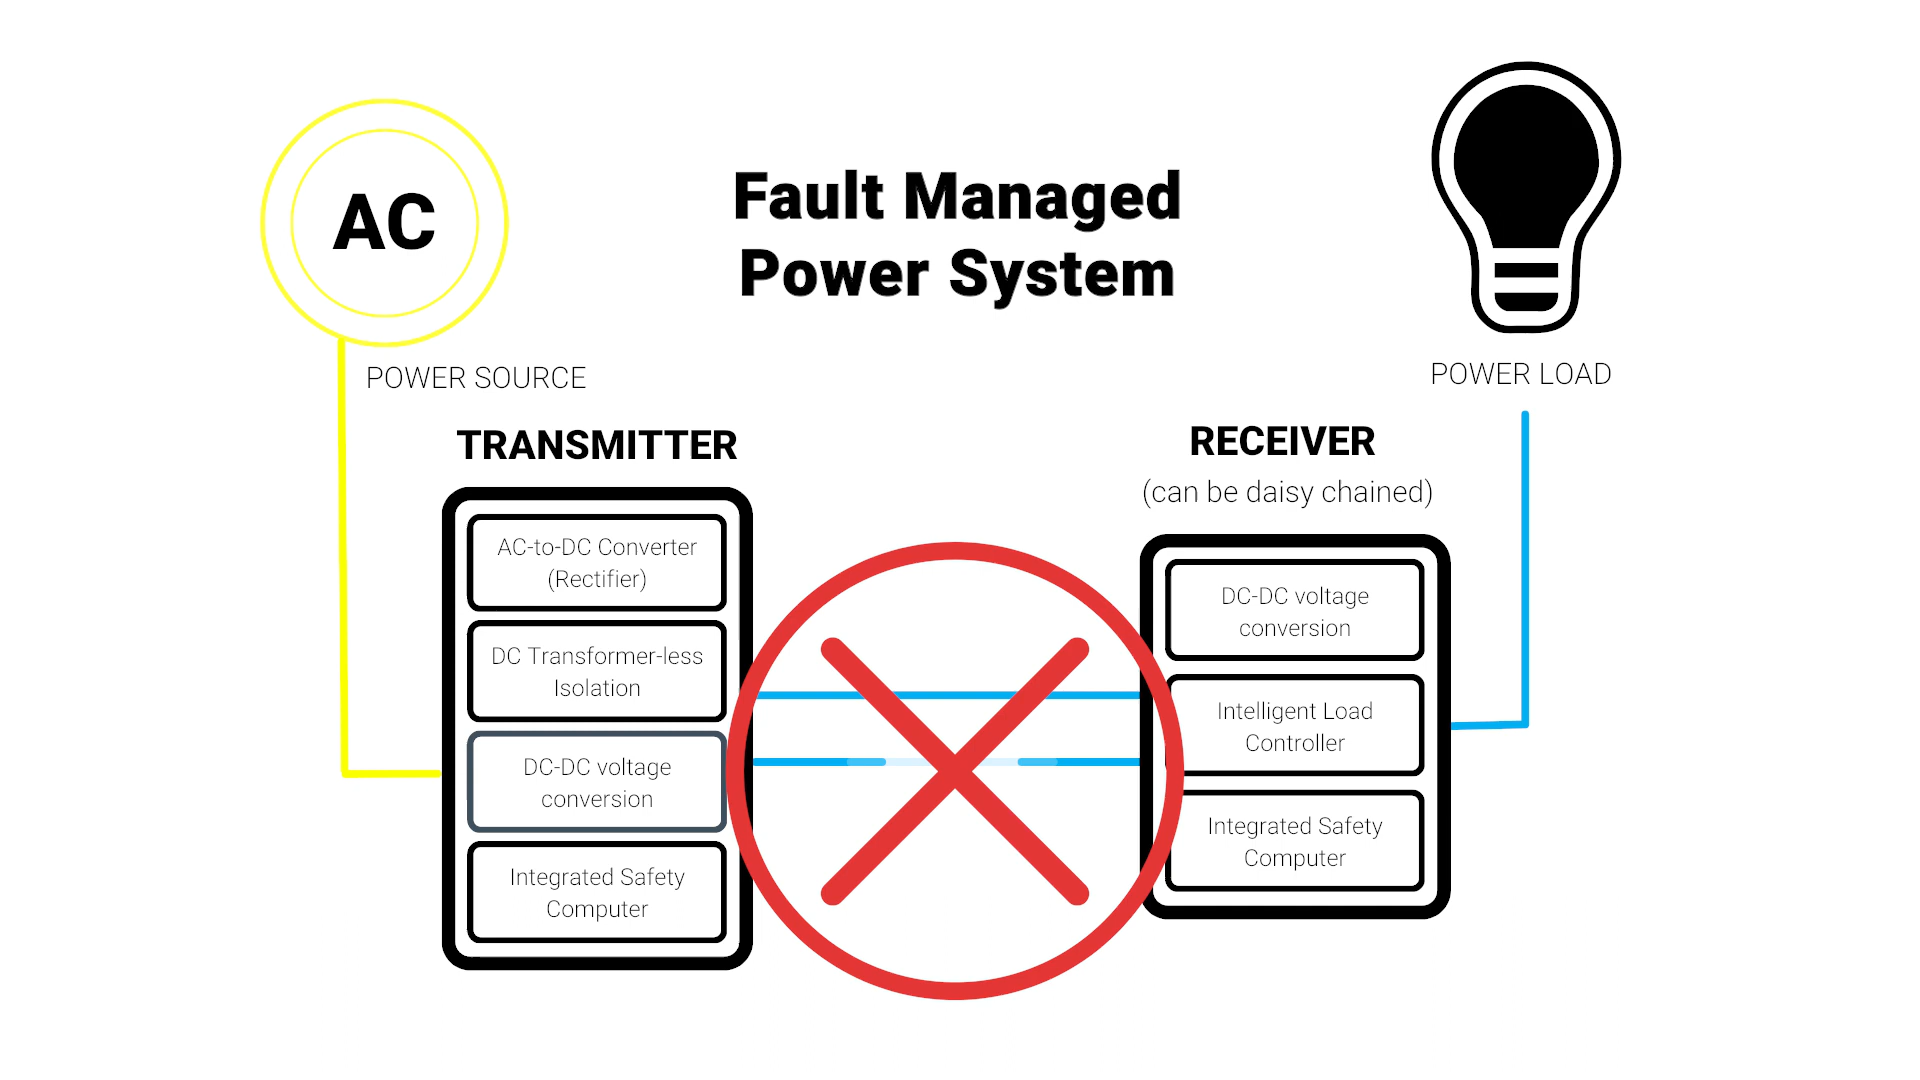 AC
Fault Managed
Power System
POWER SOURCE
POWER LOAD
TRANSMITTER
AC-to-DC Converter
(Rectifier)
DC Transformer-less
Isolation
DC-DC voltage
conversion
Integrated Safety
Computer
RECEIVER
(can be daisy chained)
DC-DC voltage
conversion
Intelligent Load
Controller
Integrated Safety
Computer